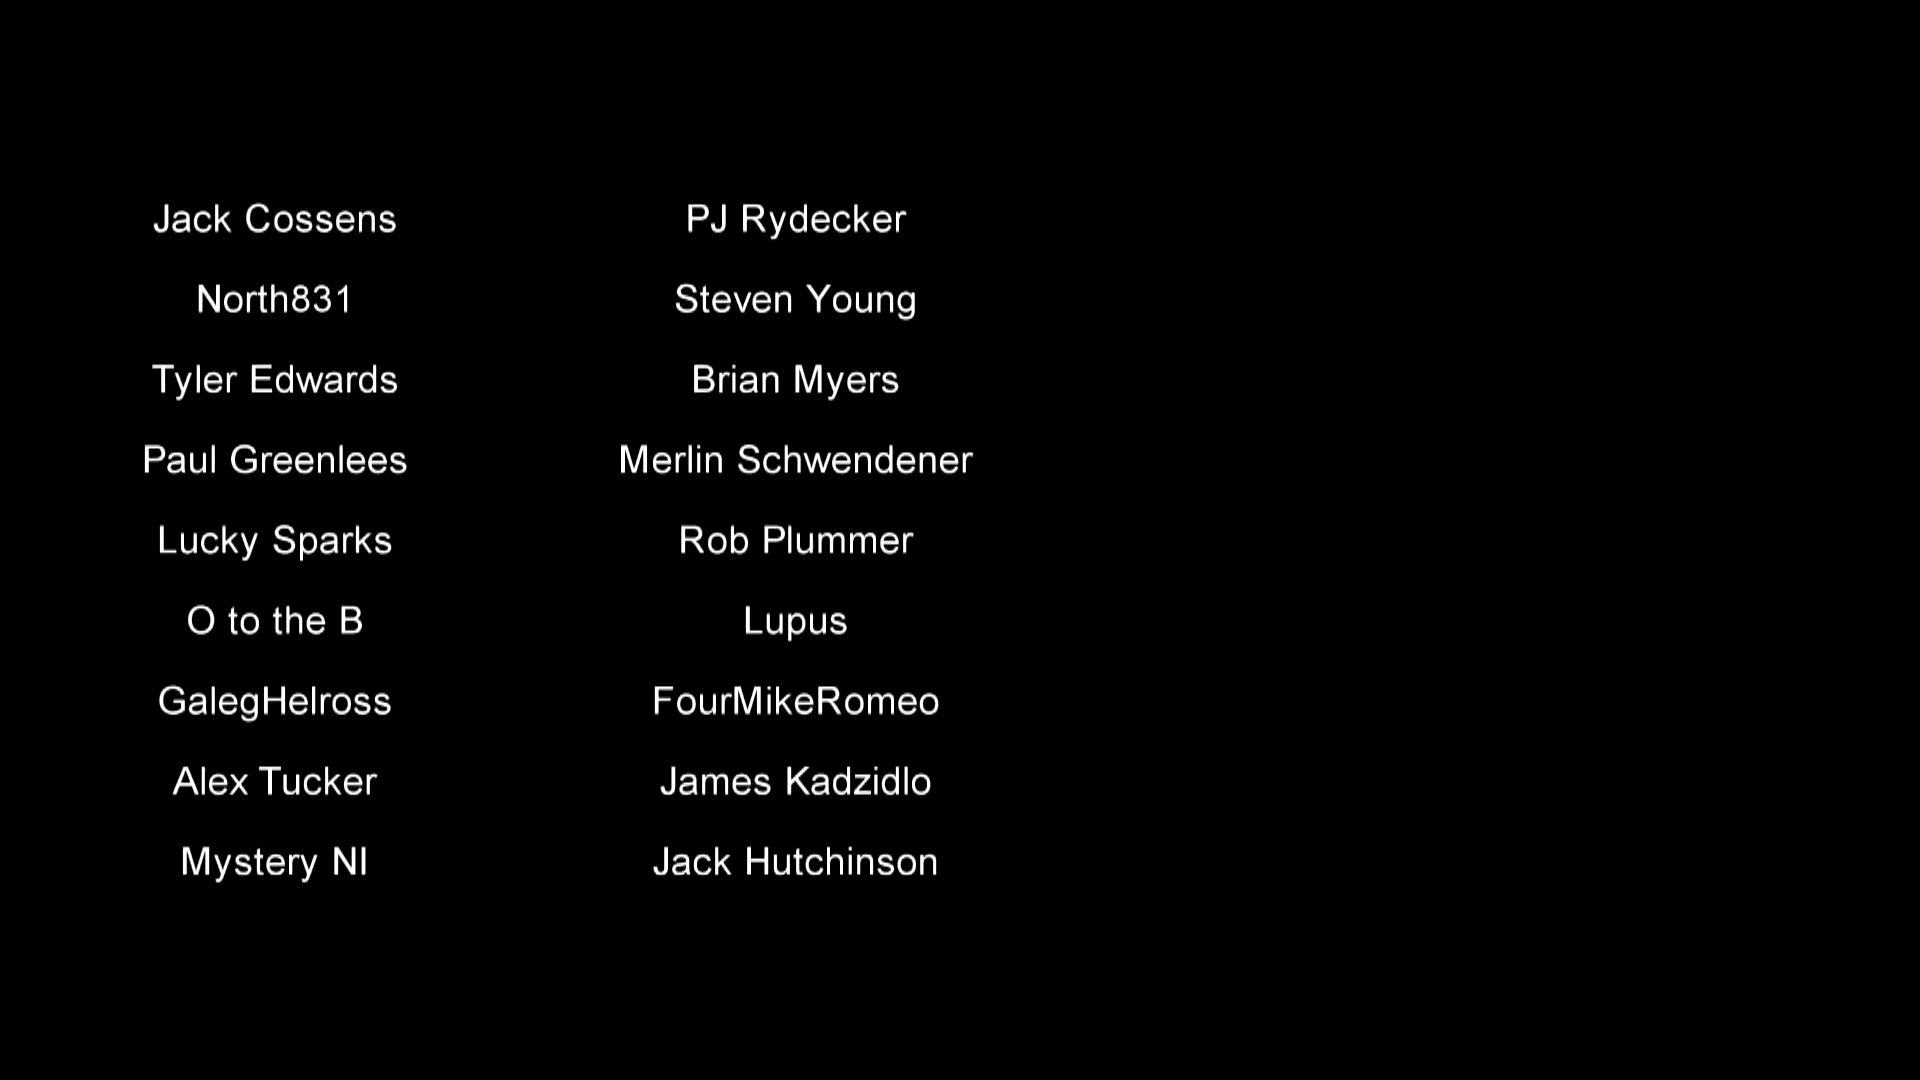 Jack Cossens
North831
Tyler Edwards
Paul Greenlees
Lucky Sparks
O to the B
GalegHelross
Alex Tucker
Mystery NI
PJ Rydecker
Steven Young
Brian Myers
Merlin Schwendener
Rob Plummer
Lupus
FourMikeRomeo
James Kadzidlo
Jack Hutchinson